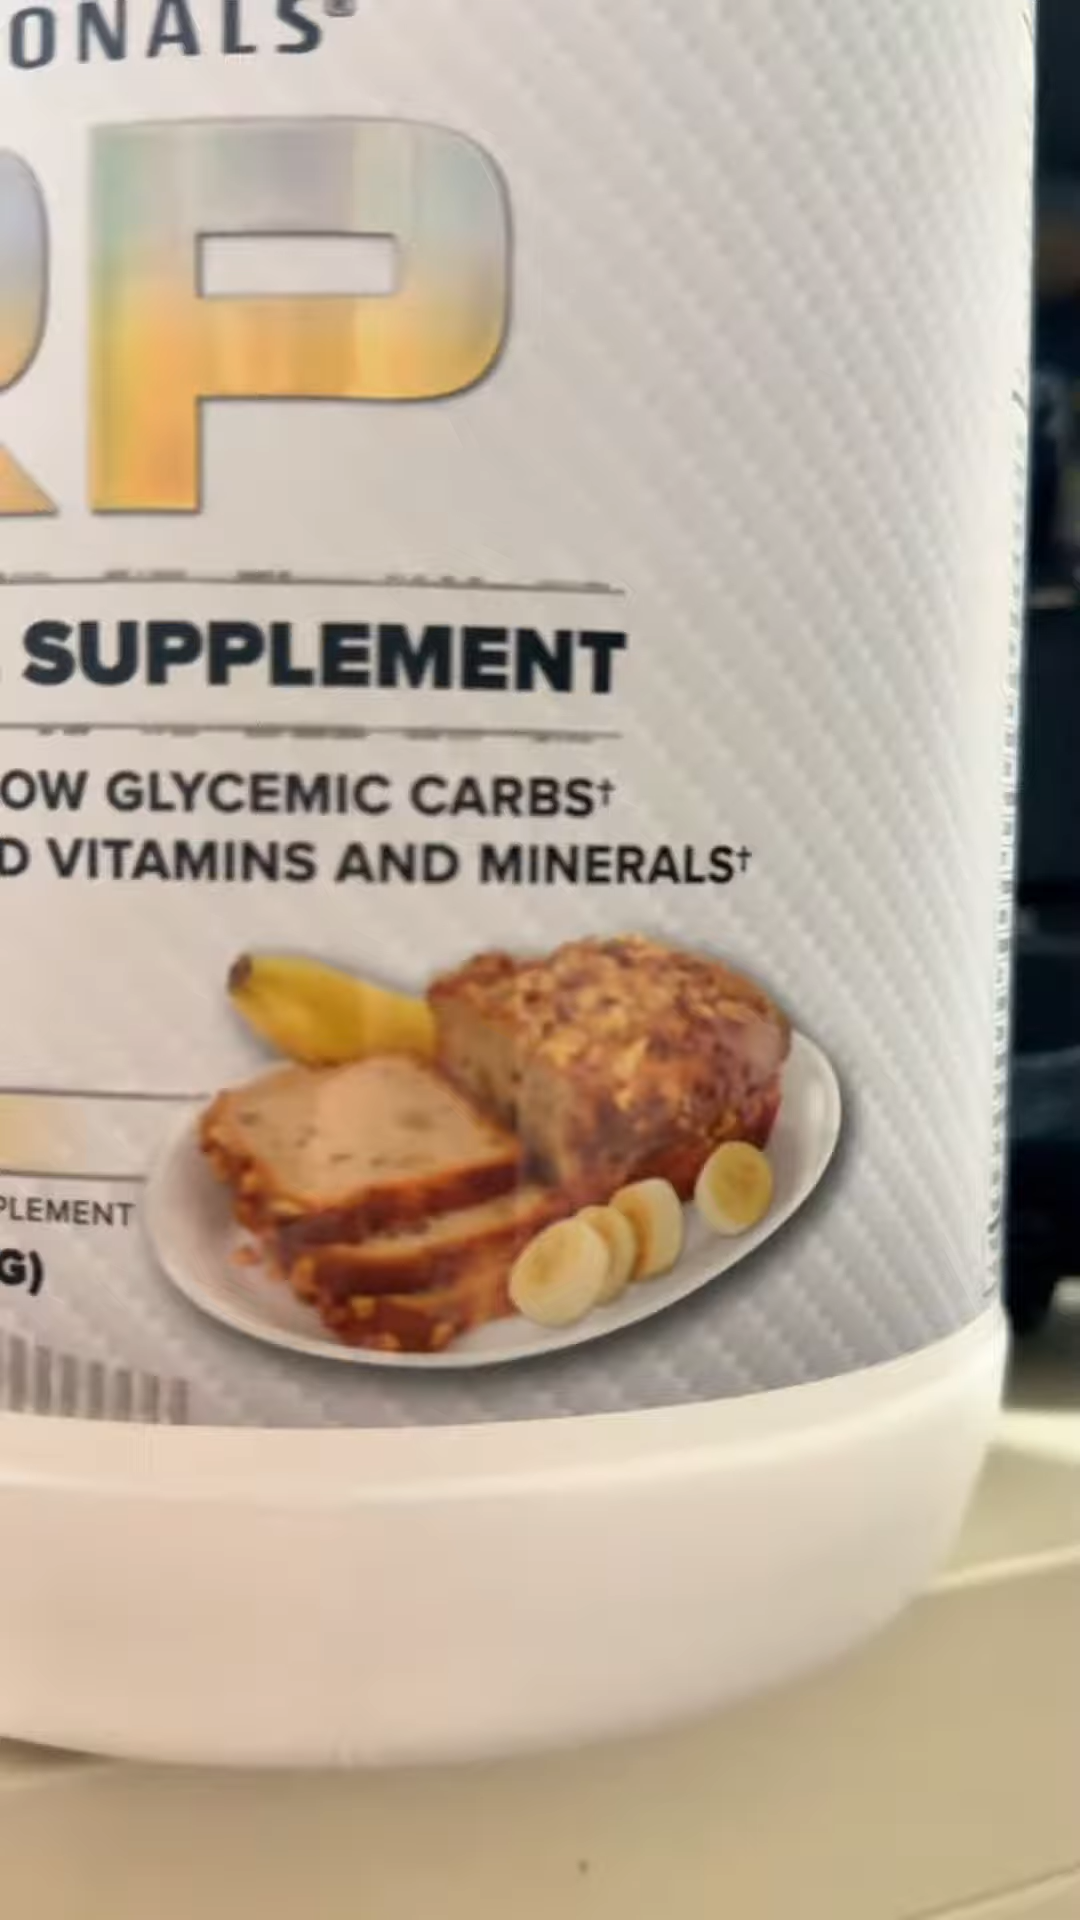 ONALS®
RP
SUPPLEMENT
OW GLYCEMIC CARBS†
D VITAMINS AND MINERALS†
PLEMENT
G)